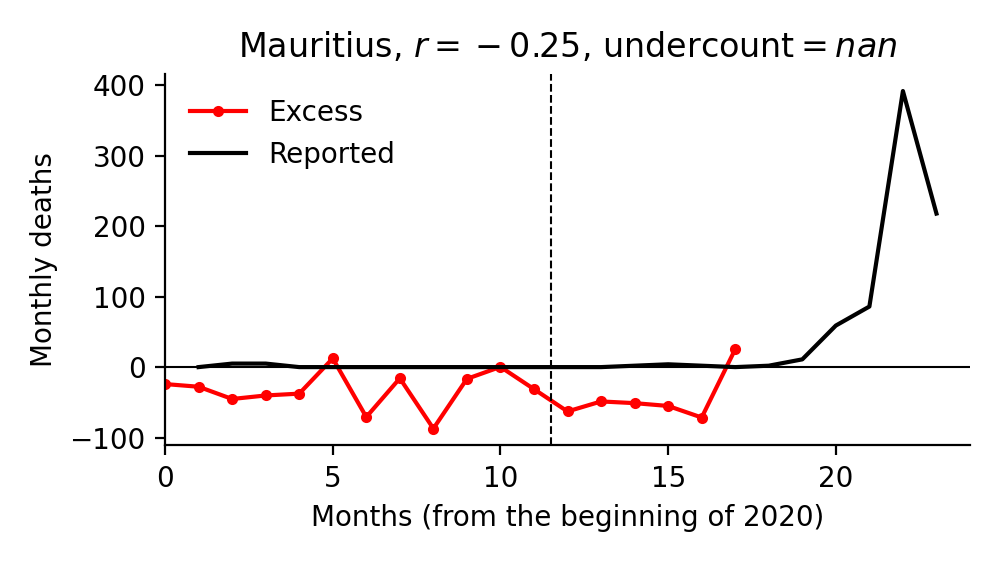 Mauritius, r = −0.25, undercount = nan
Excess
Reported
Monthly deaths
400
300
200
100
0
−100
0 5 10 15 20
Months (from the beginning of 2020)